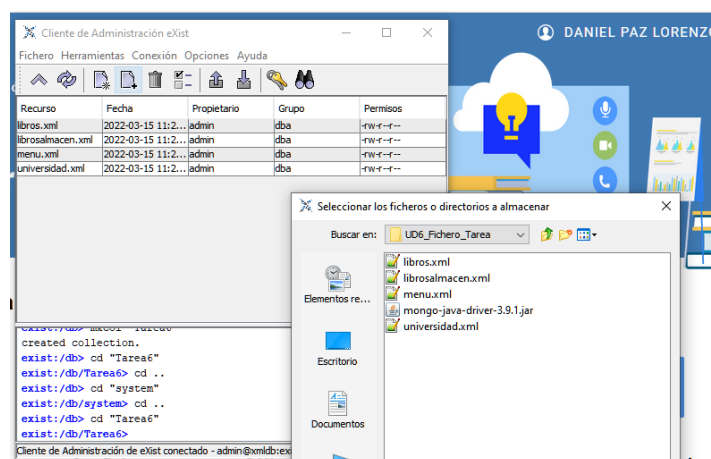 Cliente de Administración eXist
DANIEL PAZ LORENZO
Fichero Herramientas Conexión Opciones Ayuda
Recurso Fecha Propietario Grupo Permisos
libros.xml 2022-03-15 11:2... admin dba -rw-r--r--
librosalmacen.xml 2022-03-15 11:2... admin dba -rw-r--r--
menu.xml 2022-03-15 11:2... admin dba -rw-r--r--
universidad.xml 2022-03-15 11:2... admin dba -rw-r--r--
Seleccionar los ficheros o directorios a almacenar
Buscar en: UD6_Fichero_Tarea
libros.xml
librosalmacen.xml
menu.xml
mongo-java-driver-3.9.1.jar
universidad.xml
Elementos re...
Escritorio
Documentos
exist:/db> mkcol "Tarea6"
created collection.
exist:/db> cd "Tarea6"
exist:/db/Tarea6> cd ..
exist:/db> cd "system"
exist:/db/system> cd ..
exist:/db> cd "Tarea6"
exist:/db/Tarea6>
Cliente de Administración de eXist conectado - admin@xmldb:ex